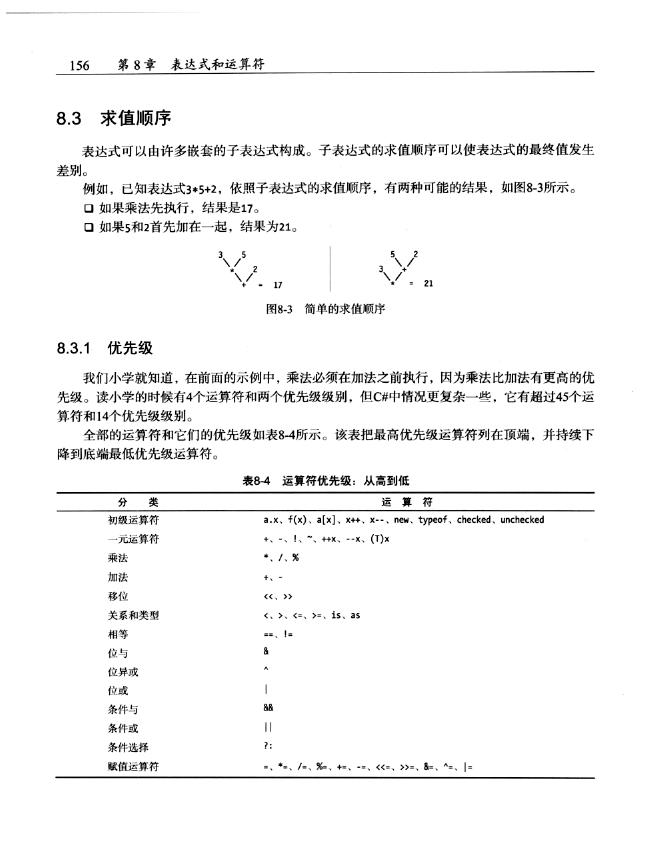 156 第8章 表达式和运算符
8.3 求值顺序
表达式可以由许多嵌套的子表达式构成。子表达式的求值顺序可以使表达式的最终值发生
差别。
例如，已知表达式3*5+2，依照子表达式的求值顺序，有两种可能的结果，如图8-3所示。
❑ 如果乘法先执行，结果是17。
❑ 如果5和2首先加在一起，结果为21。
3 5
* 2
+ = 17
5 2
3 +
* = 21
图8-3 简单的求值顺序
8.3.1 优先级
我们小学就知道，在前面的示例中，乘法必须在加法之前执行，因为乘法比加法有更高的优
先级。读小学的时候有4个运算符和两个优先级级别，但C#中情况更复杂一些，它有超过45个运
算符和14个优先级级别。
全部的运算符和它们的优先级如表8-4所示。该表把最高优先级运算符列在顶端，并持续下
降到底端最低优先级运算符。
表8-4 运算符优先级：从高到低
分 类 运 算 符
初级运算符 a.x、f(x)、a[x]、x++、x--、new、typeof、checked、unchecked
一元运算符 +、-、!、~、++x、--x、(T)x
乘法 *、/、%
加法 +、-
移位 <<、>>
关系和类型 <、>、<=、>=、is、as
相等 ==、!=
位与 &
位异或 ^
位或 |
条件与 &&
条件或 ||
条件选择 ?:
赋值运算符 =、*=、/=、%=、+=、-=、<<=、>>=、&=、^=、|=